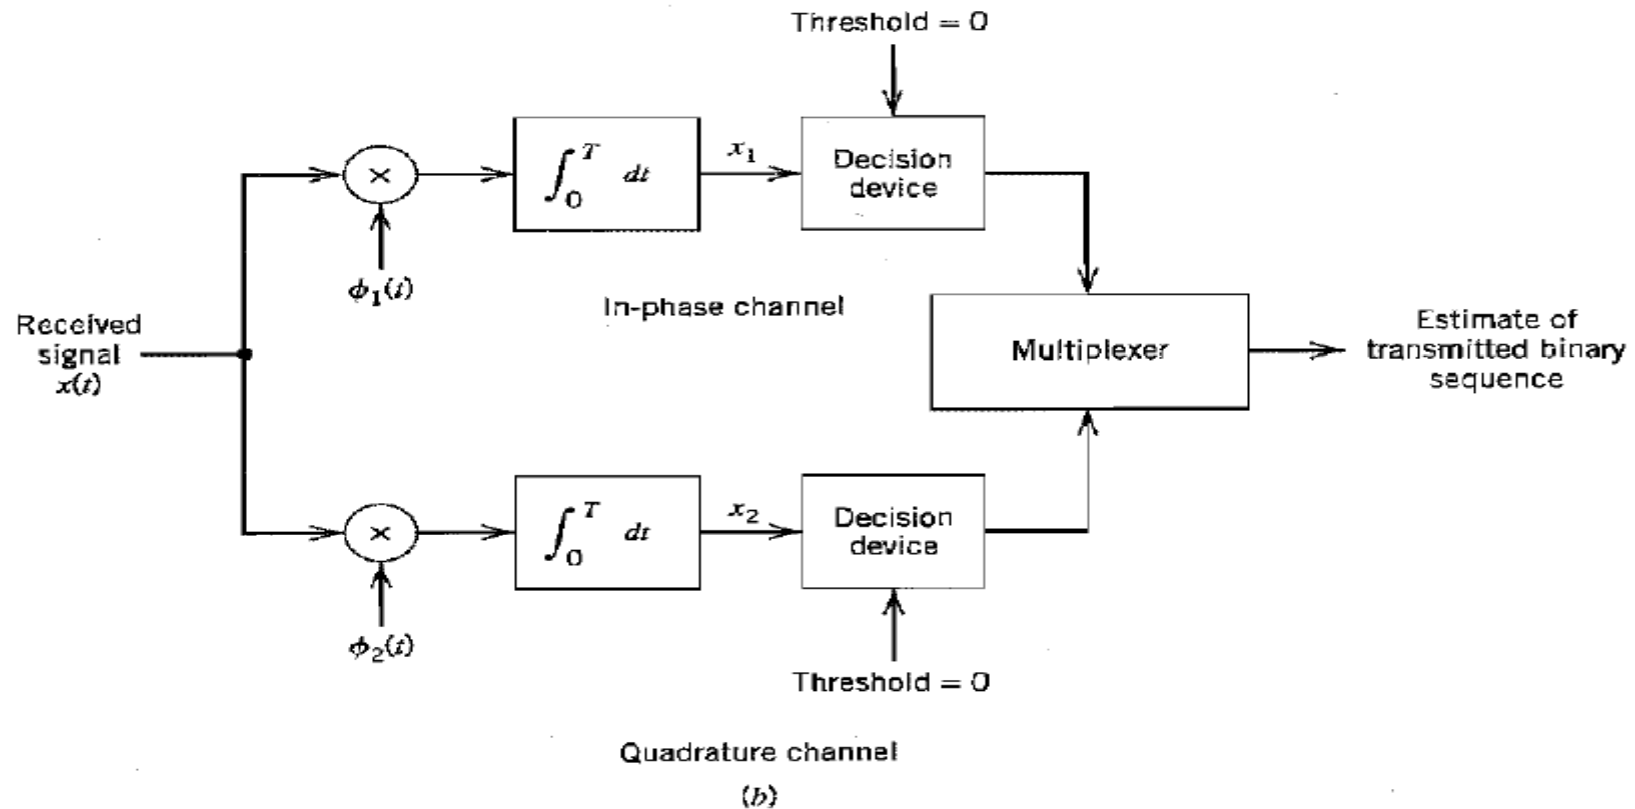 Threshold = 0
∫₀ᵀ dt
x₁
Decision
device
×
ϕ₁(t)
In-phase channel
Received
signal
x(t)
Multiplexer
Estimate of
transmitted binary
sequence
∫₀ᵀ dt
x₂
Decision
device
×
ϕ₂(t)
Threshold = 0
Quadrature channel
(b)